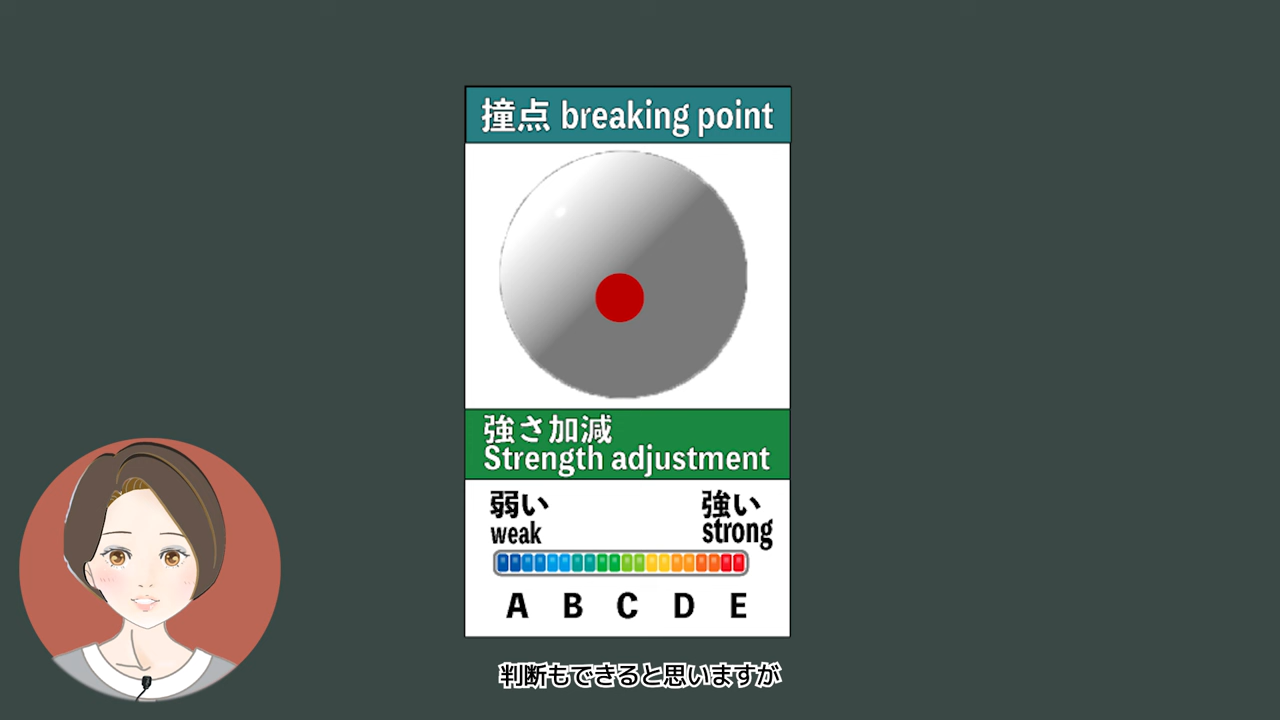 撞点 breaking point
強さ加減
Strength adjustment
弱い 強い
weak strong
A B C D E
判断もできると思いますが